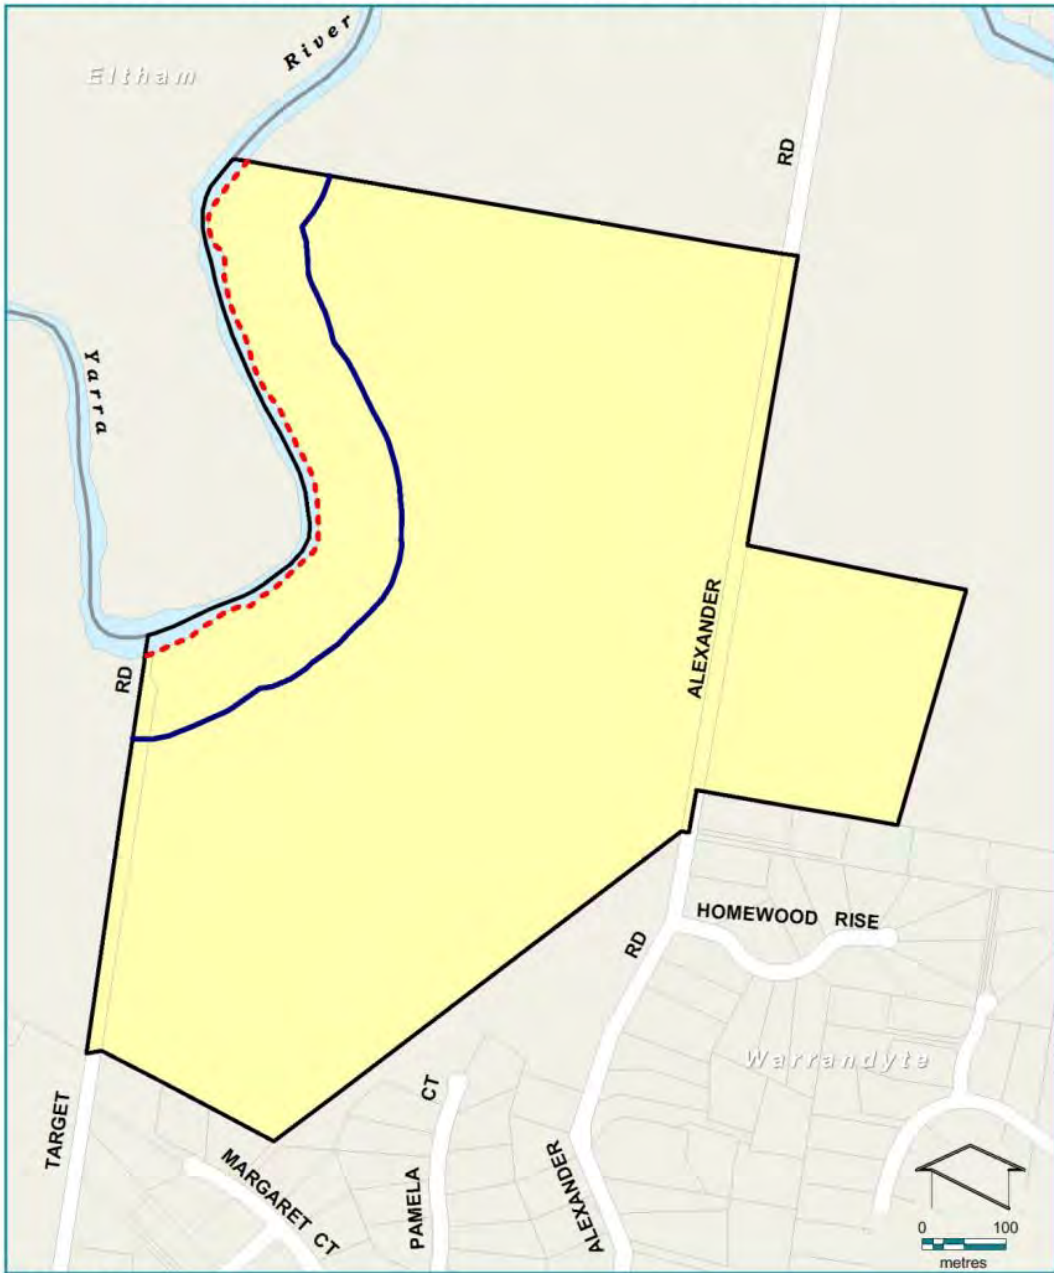 River
Eltham
RD
Yarra
ALEXANDER
RD
HOMEWOOD RISE
RD
Warrandyte
CT
TARGET
MARGARET CT
PAMELA
ALEXANDER
0 100
metres